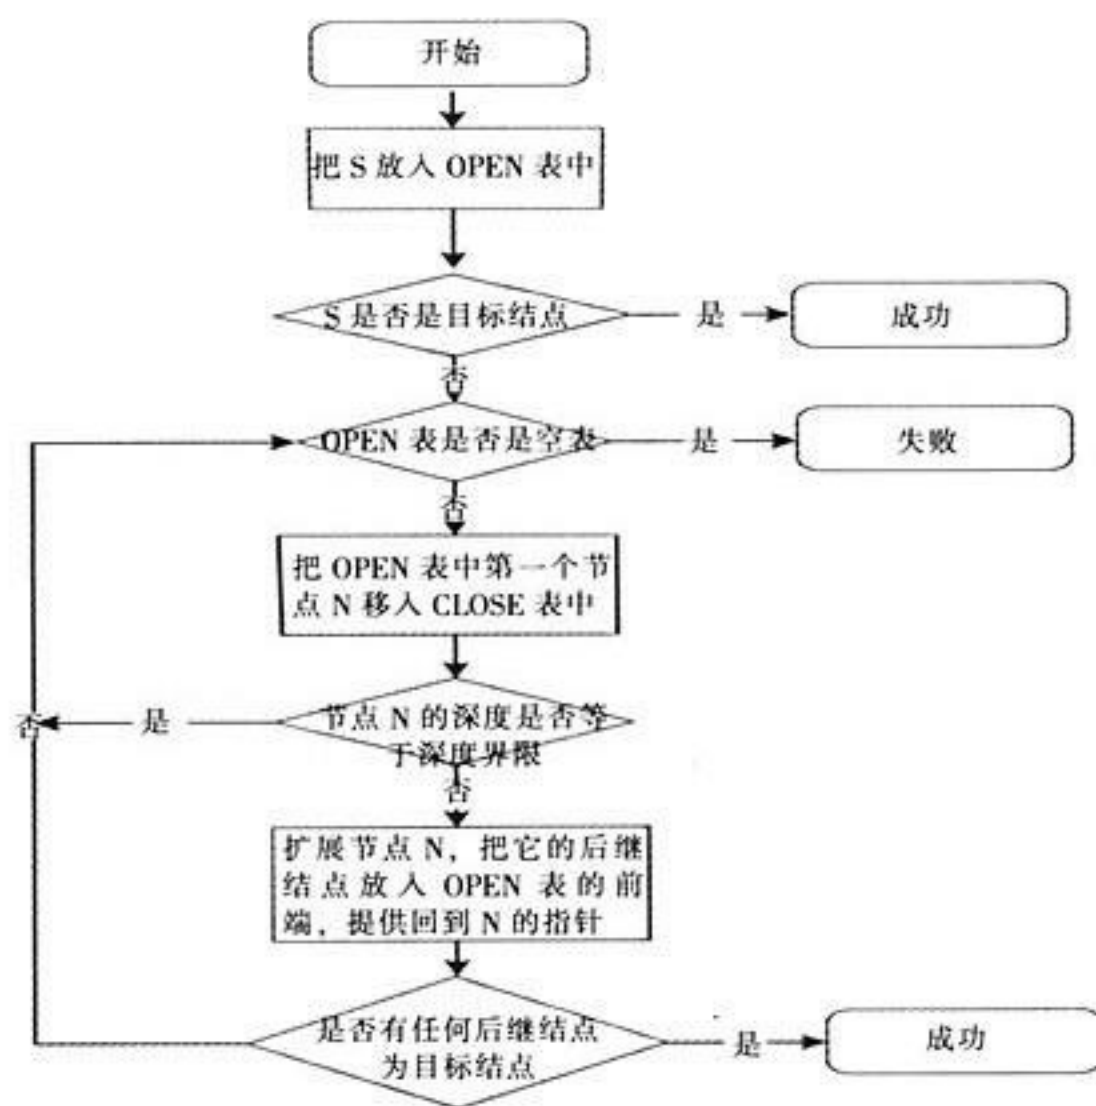 开始
把 S 放入 OPEN 表中
S 是否是目标结点
是
成功
否
OPEN 表是否是空表
是
失败
否
把 OPEN 表中第一个节
点 N 移入 CLOSE 表中
节点 N 的深度是否等
于深度界限
是
否
否
扩展节点 N，把它的后继
结点放入 OPEN 表的前
端，提供回到 N 的指针
是否有任何后继结点
为目标结点
是
成功